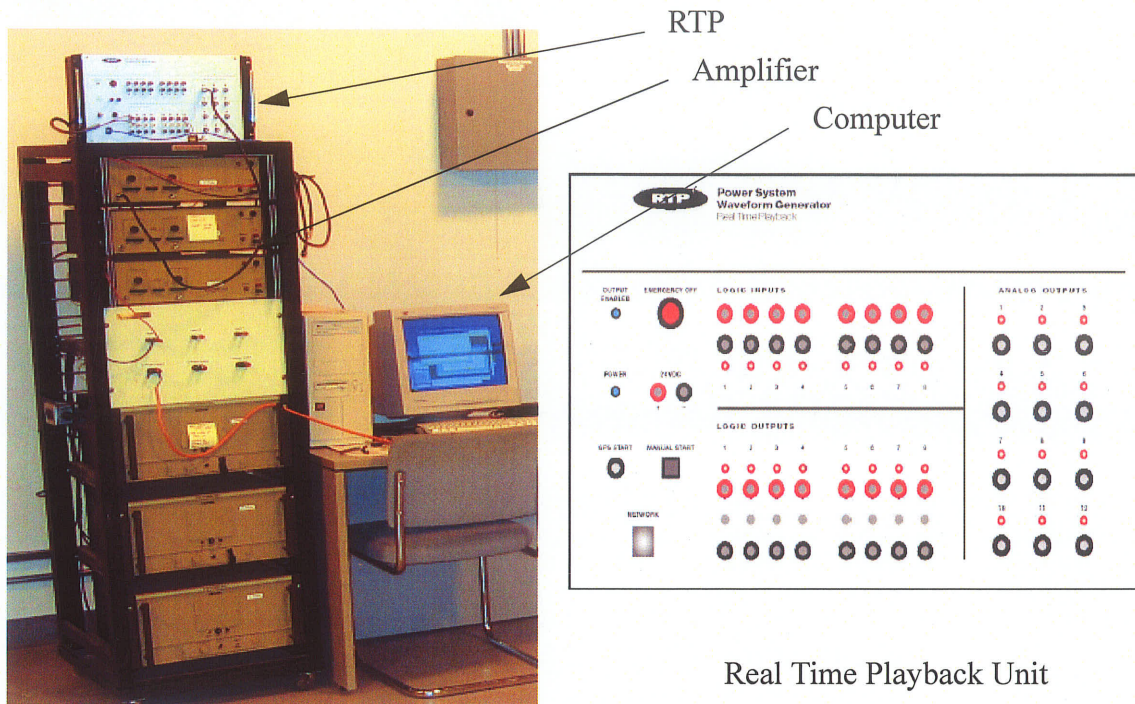 RTP
Amplifier
Computer
RTP
Power System
Waveform Generator
Real Time Playback
OUTPUT ENABLED
EMERGENCY OFF
LOGIC INPUTS
ANALOG OUTPUTS
1 2 3
POWER
24VDC
+ -
1 2 3 4 5 6 7 8
4 5 6
LOGIC OUTPUTS
GPS START
MANUAL START
1 2 3 4 5 6 7 8
7 8 9
NETWORK
10 11 12
Real Time Playback Unit